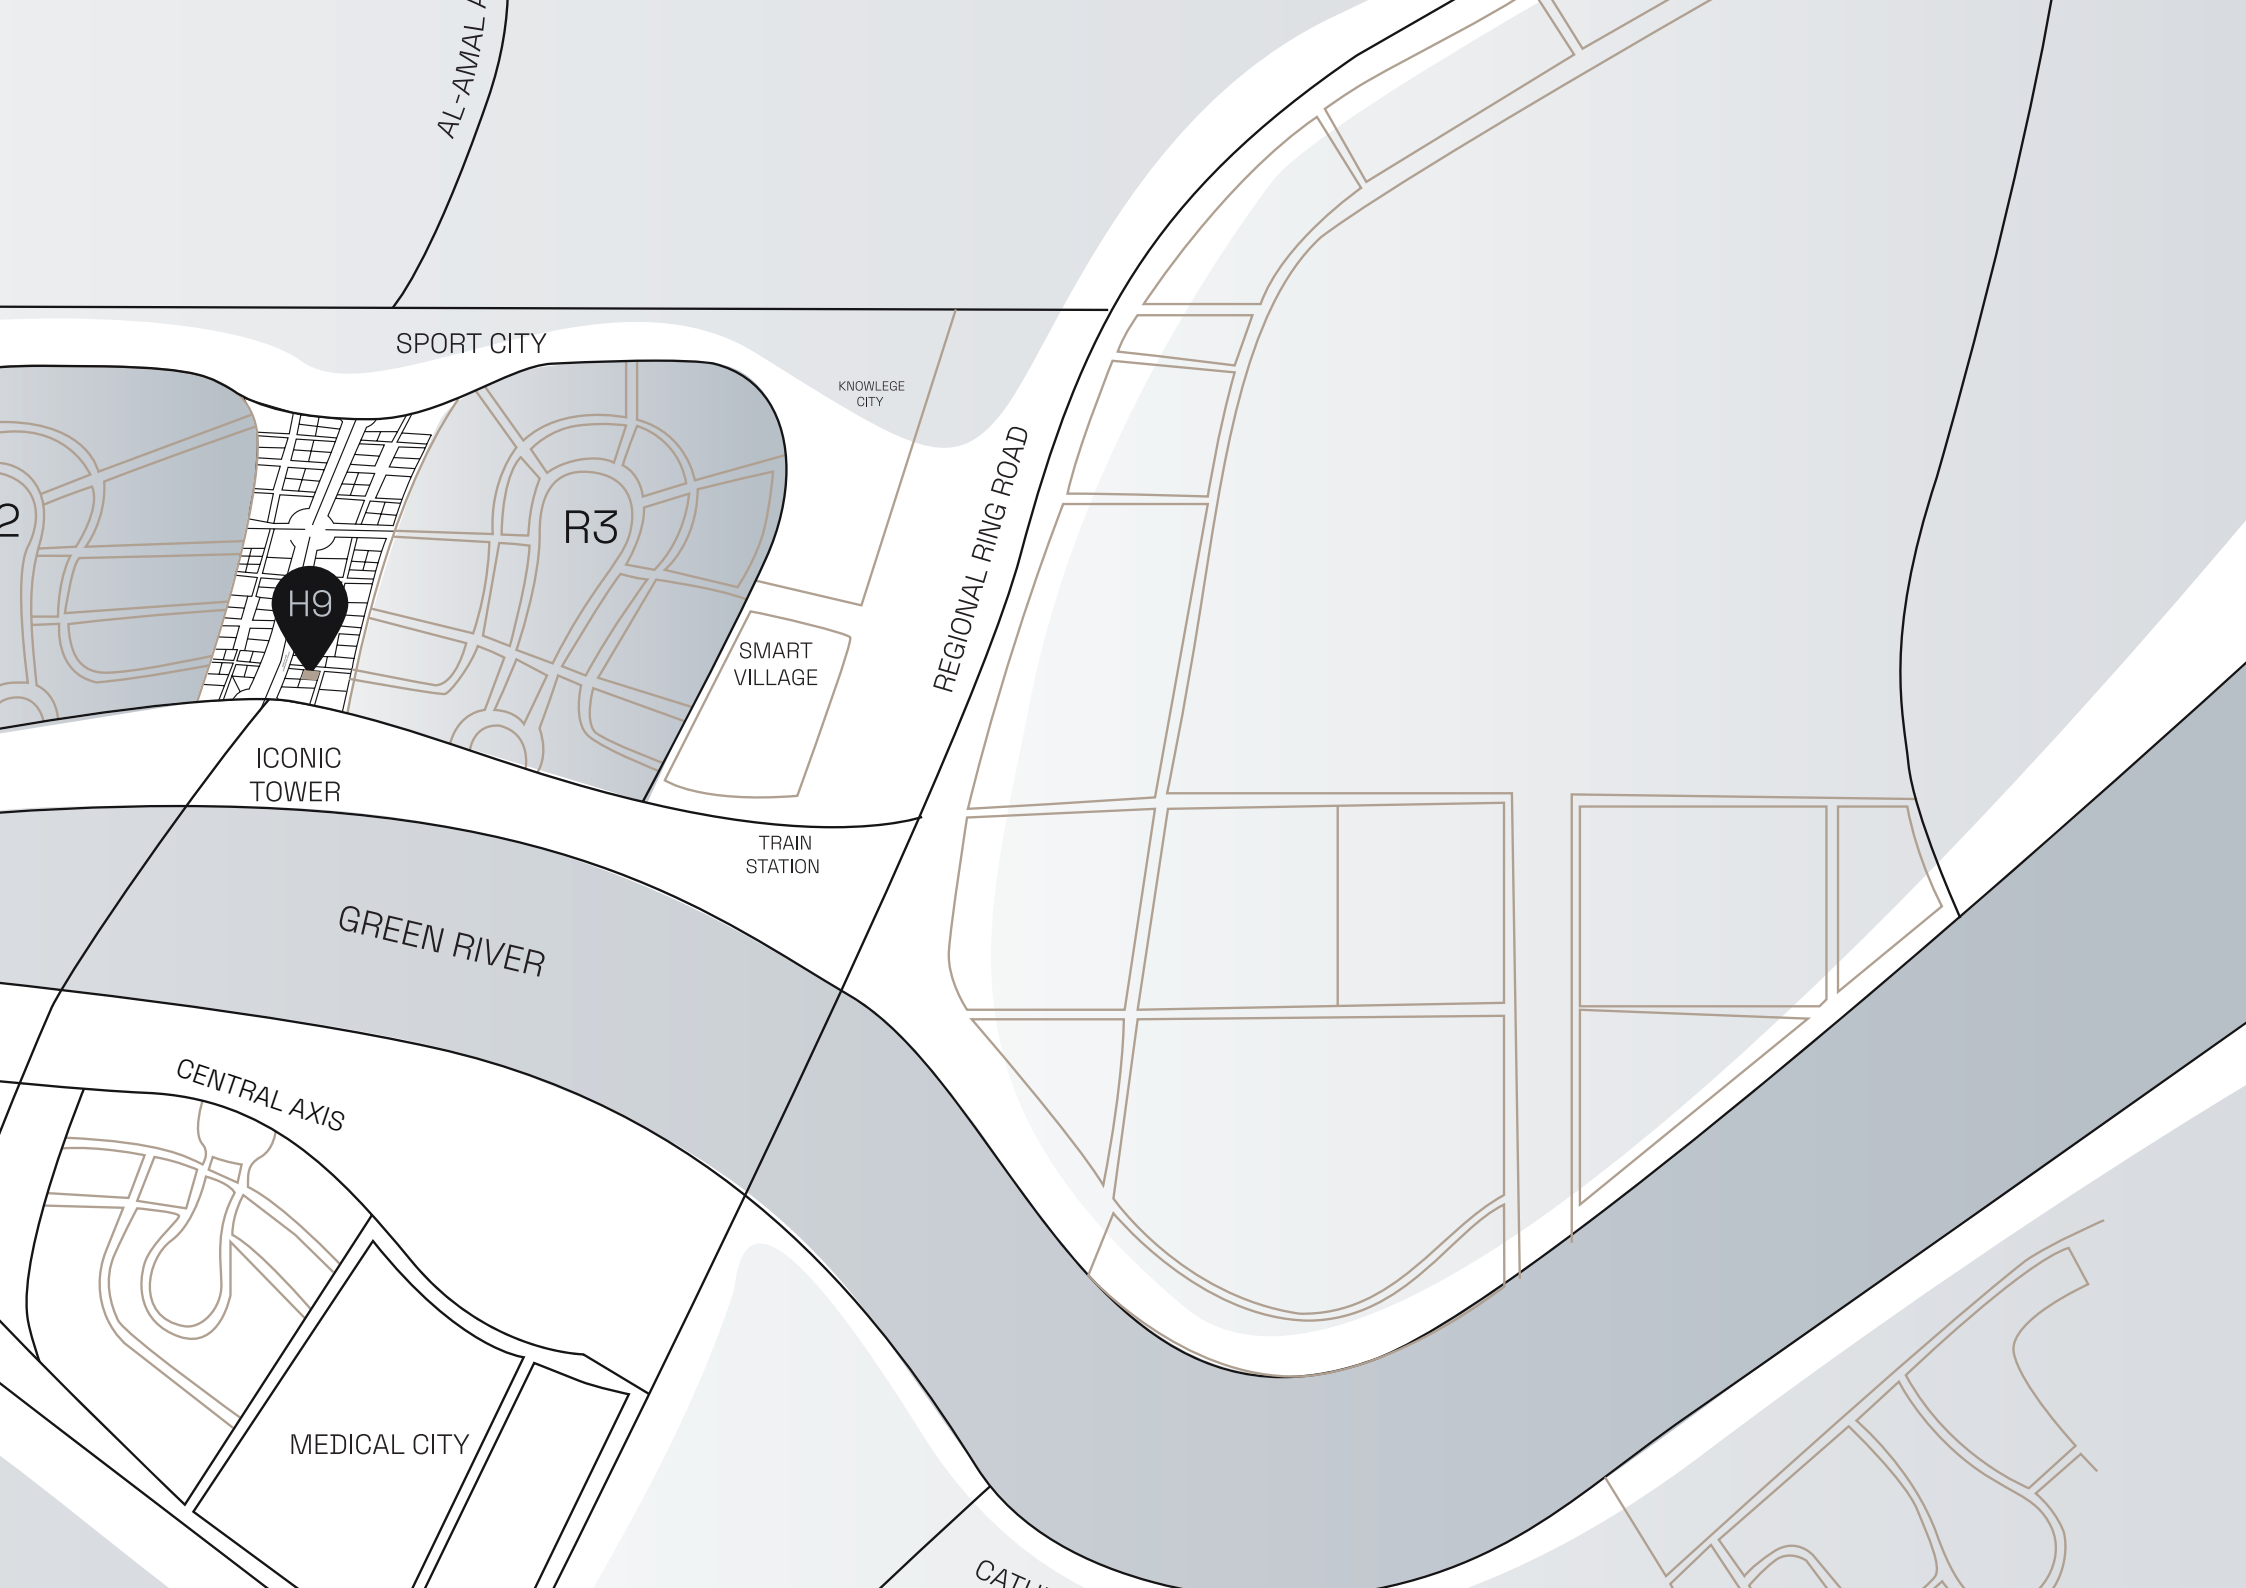 AL-AMAL
SPORT CITY
KNOWLEGE
CITY
REGIONAL RING ROAD
2
R3
H9
SMART
VILLAGE
ICONIC
TOWER
TRAIN
STATION
GREEN RIVER
CENTRAL AXIS
MEDICAL CITY